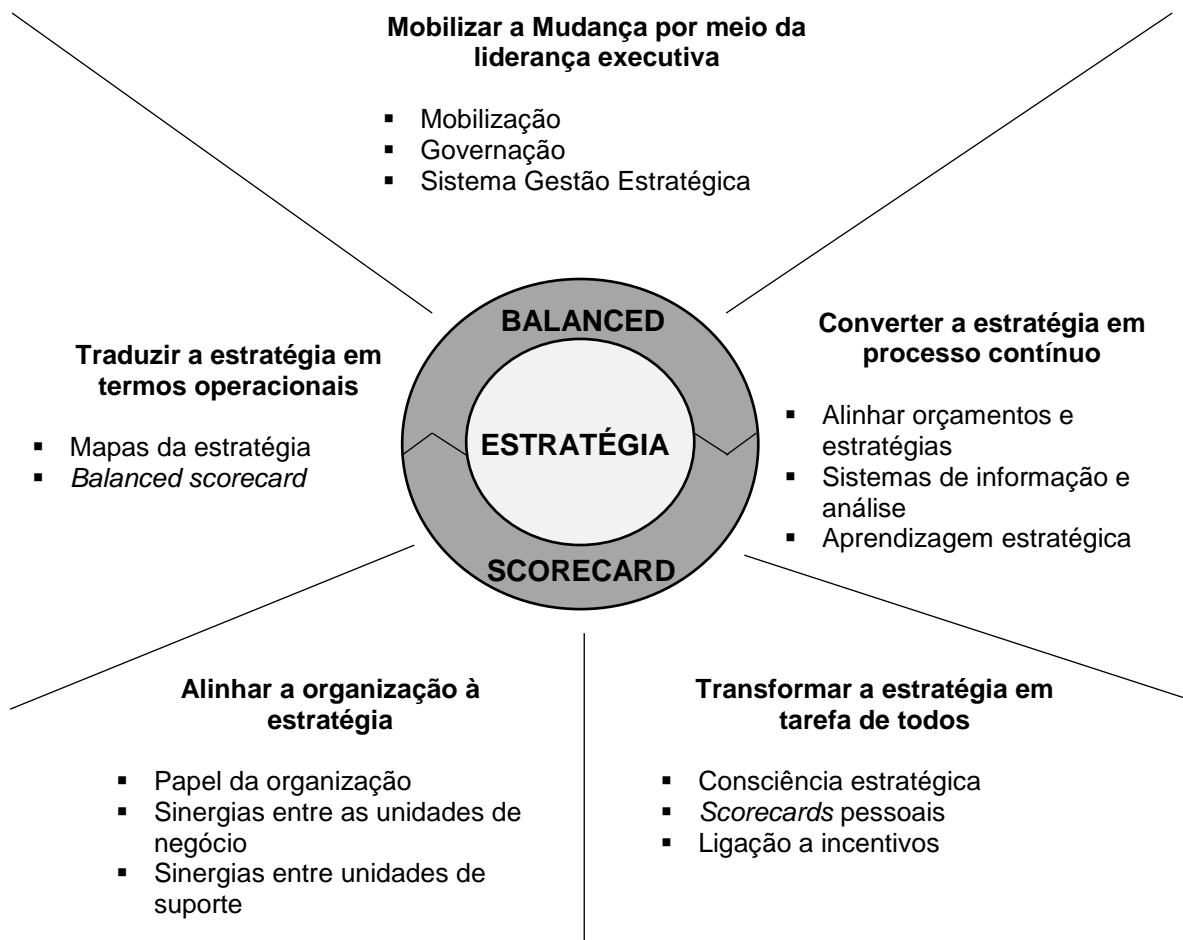 Mobilizar a Mudança por meio da
liderança executiva
▪ Mobilização
▪ Governação
▪ Sistema Gestão Estratégica
BALANCED
ESTRATÉGIA
SCORECARD
Traduzir a estratégia em
termos operacionais
▪ Mapas da estratégia
▪ Balanced scorecard
Converter a estratégia em
processo contínuo
▪ Alinhar orçamentos e
estratégias
▪ Sistemas de informação e
análise
▪ Aprendizagem estratégica
Alinhar a organização à
estratégia
▪ Papel da organização
▪ Sinergias entre as unidades de
negócio
▪ Sinergias entre unidades de
suporte
Transformar a estratégia em
tarefa de todos
▪ Consciência estratégica
▪ Scorecards pessoais
▪ Ligação a incentivos